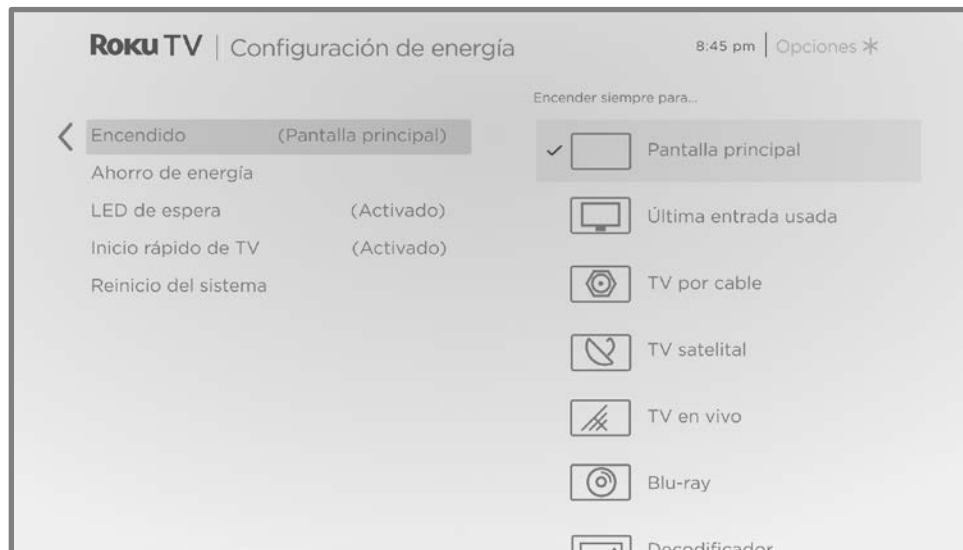 Roku TV | Configuración de energía
8:45 pm | Opciones *
Encender siempre para...
Encendido (Pantalla principal)
Ahorro de energía
LED de espera (Activado)
Inicio rápido de TV (Activado)
Reinicio del sistema
Pantalla principal
Última entrada usada
TV por cable
TV satelital
TV en vivo
Blu-ray
Decodificador